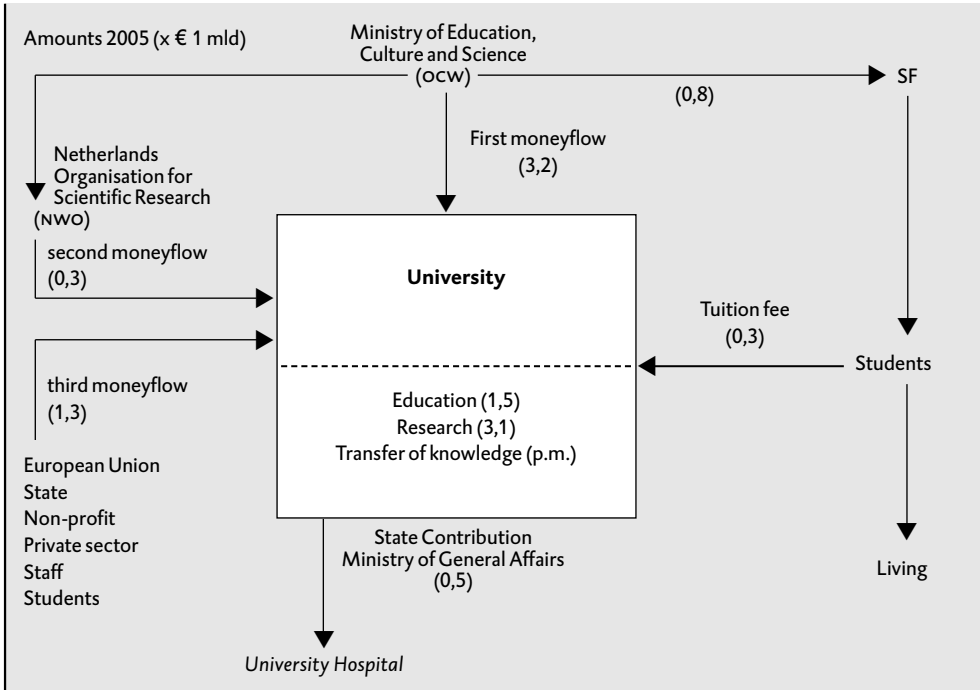 Amounts 2005 (x € 1 mld)
Ministry of Education,
Culture and Science
(OCW)
SF
(0,8)
First moneyflow
(3,2)
Netherlands
Organisation for
Scientific Research
(NWO)
second moneyflow
(0,3)
University
Tuition fee
(0,3)
Students
third moneyflow
(1,3)
Education (1,5)
Research (3,1)
Transfer of knowledge (p.m.)
European Union
State
Non-profit
Private sector
Staff
Students
State Contribution
Ministry of General Affairs
(0,5)
Living
University Hospital